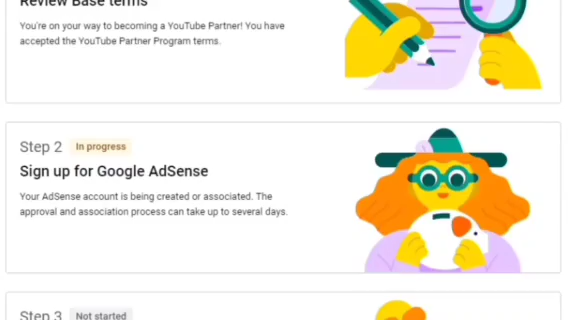 Review Base terms
You're on your way to becoming a YouTube Partner! You have
accepted the YouTube Partner Program terms.
Step 2 In progress
Sign up for Google AdSense
Your AdSense account is being created or associated. The
approval and association process can take up to several days.
Step 3 Not started